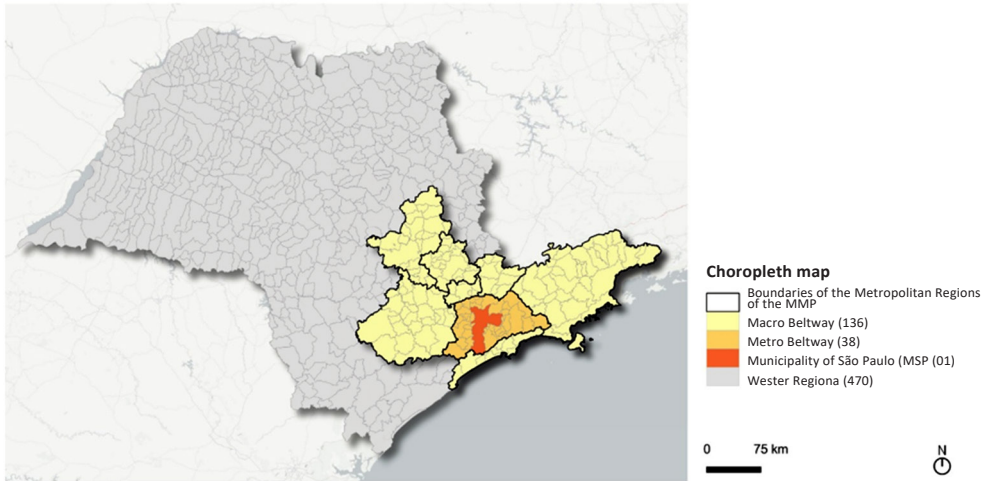 Choropleth map
Boundaries of the Metropolitan Regions
of the MMP
Macro Beltway (136)
Metro Beltway (38)
Municipality of São Paulo (MSP (01)
Wester Regiona (470)
0 75 km
N